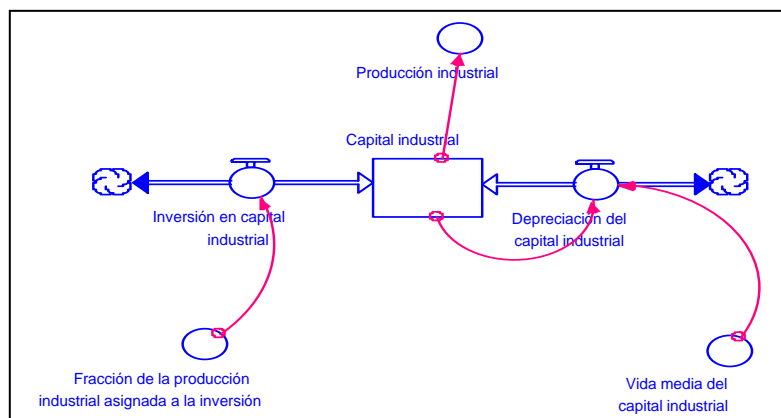 Producción industrial
Capital industrial
Inversión en capital
industrial
Depreciación del
capital industrial
Fracción de la producción
industrial asignada a la inversión
Vida media del
capital industrial